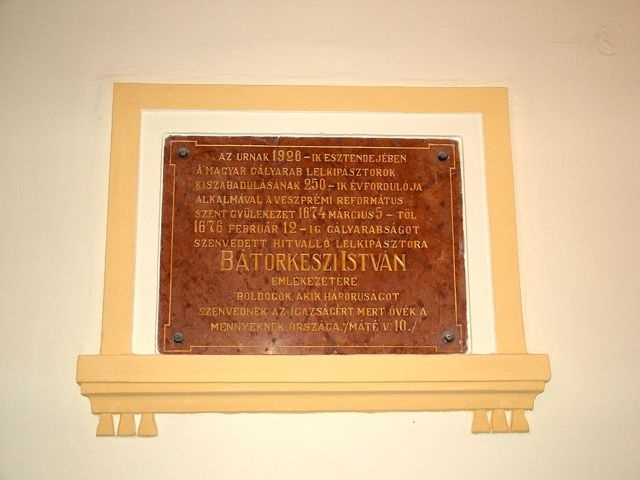 AZ URNAK 1926-IK ESZTENDEJÉBEN
A MAGYAR GÁLYARAB LELKIPÁSZTOROK
KISZABADULÁSÁNAK 250-IK ÉVFORDULÓJA
ALKALMÁVAL A VESZPRÉMI REFORMÁTUS
SZENT GYÜLEKEZET 1674 MÁRCIUS 5-TŐL
1676 FEBRUÁR 12-IG GÁLYARABSÁGOT
SZENVEDETT HITVALLÓ LELKIPÁSZTORA
BÁTORKESZI ISTVÁN
EMLÉKEZETÉRE.
"BOLDOGOK, AKIK HÁBORUSÁGOT
SZENVEDNEK AZ IGAZSÁGÉRT, MERT ÖVÉK A
MENNYEKNEK ORSZÁGA./MÁTÉ V. 10./